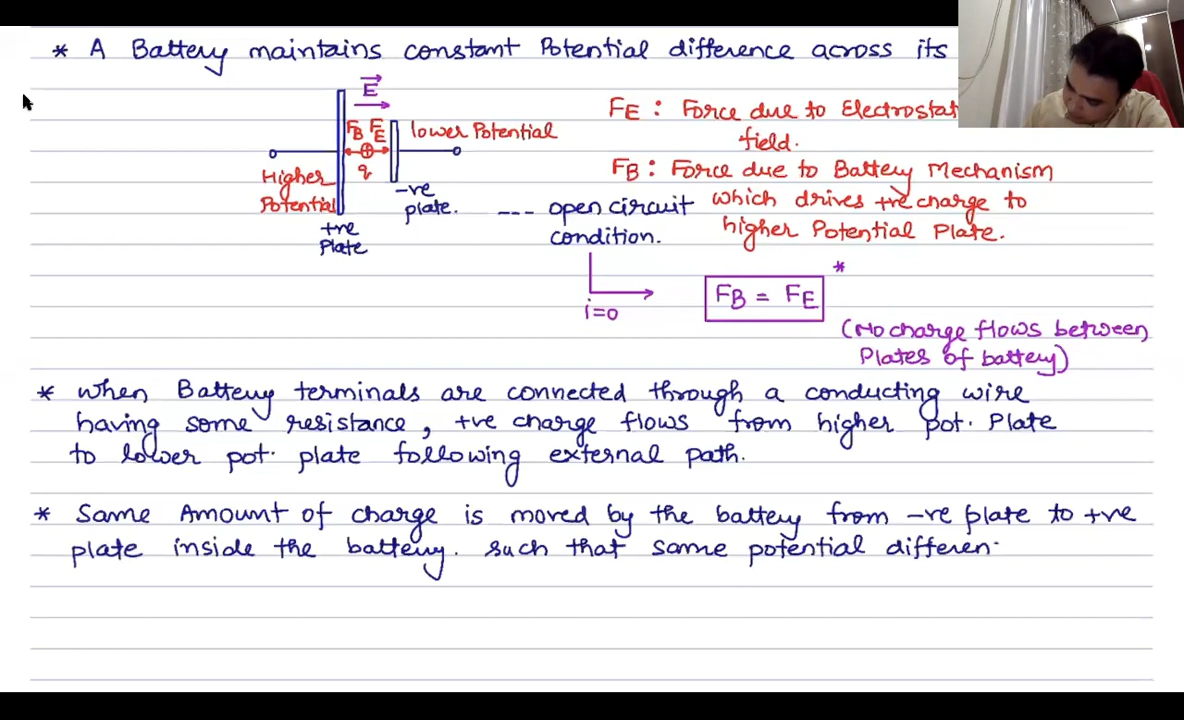 * A Battery maintains constant Potential difference across its
E
FE : Force due to Electrostat
field.
FB FE
lower Potential
q
Higher
Potential
-ve
plate.
+ve
Plate
--- open circuit
condition.
FB : Force due to Battery Mechanism
which drives +ve charge to
higher Potential Plate.
i=0
FB = FE
*
(No charge flows between
Plates of battery)
* when Battery terminals are connected through a conducting wire
having some resistance, +ve charge flows from higher pot. Plate
to lower pot. plate following external path.
* Same Amount of charge is moved by the battery from -ve plate to +ve
plate inside the battery. such that same potential differen